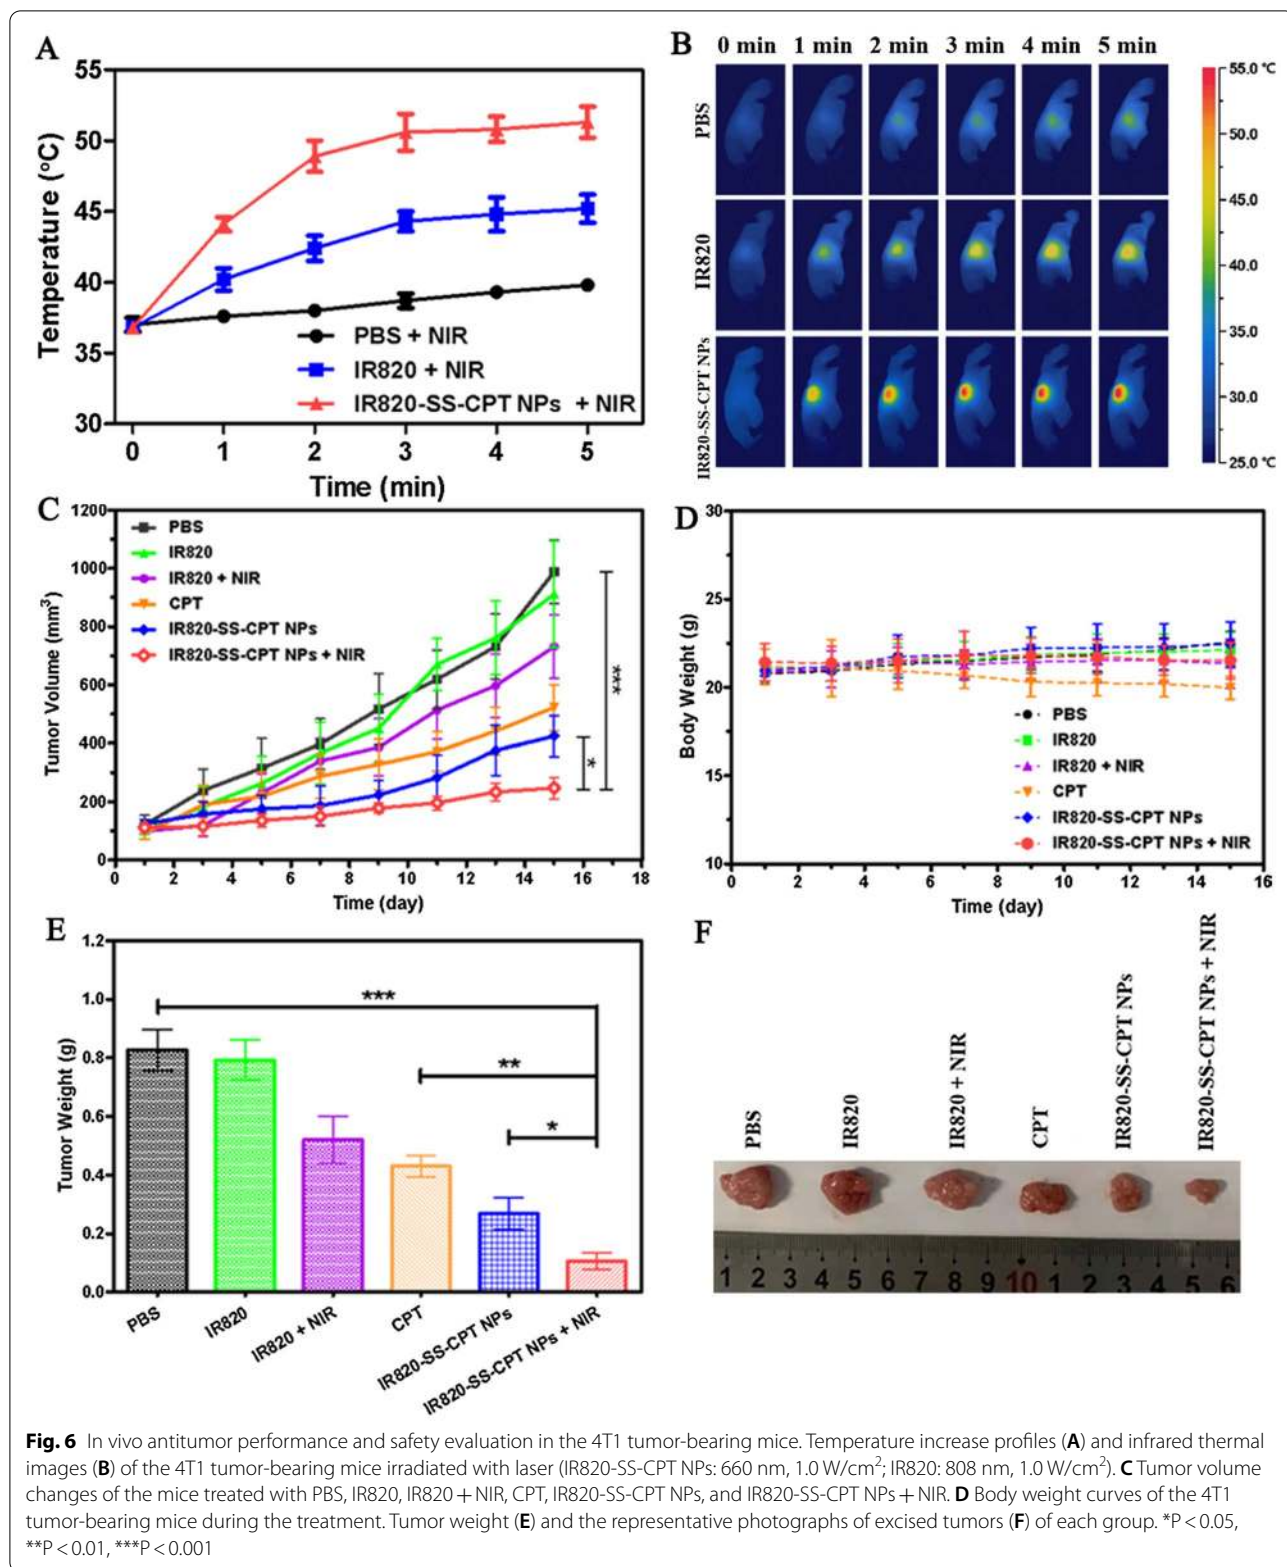 A
55
50
45
40
35
30
Temperature (°C)
PBS + NIR
IR820 + NIR
IR820-SS-CPT NPs + NIR
0 1 2 3 4 5
Time (min)
B
0 min 1 min 2 min 3 min 4 min 5 min
PBS
IR820
IR820-SS-CPT NPs
55.0 °C
50.0
45.0
40.0
35.0
30.0
25.0 °C
C
1200
1000
800
600
400
200
0
Tumor Volume (mm³)
PBS
IR820
IR820 + NIR
CPT
IR820-SS-CPT NPs
IR820-SS-CPT NPs + NIR
***
*
0 2 4 6 8 10 12 14 16 18
Time (day)
D
30
25
20
15
10
Body Weight (g)
PBS
IR820
IR820 + NIR
CPT
IR820-SS-CPT NPs
IR820-SS-CPT NPs + NIR
0 2 4 6 8 10 12 14 16
Time (day)
E
1.2
1.0
0.8
0.6
0.4
0.2
0.0
Tumor Weight (g)
***
**
*
PBS
IR820
IR820 + NIR
CPT
IR820-SS-CPT NPs
IR820-SS-CPT NPs + NIR
F
PBS
IR820
IR820 + NIR
CPT
IR820-SS-CPT NPs
IR820-SS-CPT NPs + NIR
1 2 3 4 5 6 7 8 9 10 1 2 3 4 5 6
Fig. 6 In vivo antitumor performance and safety evaluation in the 4T1 tumor-bearing mice. Temperature increase profiles (A) and infrared thermal
images (B) of the 4T1 tumor-bearing mice irradiated with laser (IR820-SS-CPT NPs: 660 nm, 1.0 W/cm²; IR820: 808 nm, 1.0 W/cm²). C Tumor volume
changes of the mice treated with PBS, IR820, IR820 + NIR, CPT, IR820-SS-CPT NPs, and IR820-SS-CPT NPs + NIR. D Body weight curves of the 4T1
tumor-bearing mice during the treatment. Tumor weight (E) and the representative photographs of excised tumors (F) of each group. *P < 0.05,
**P < 0.01, ***P < 0.001